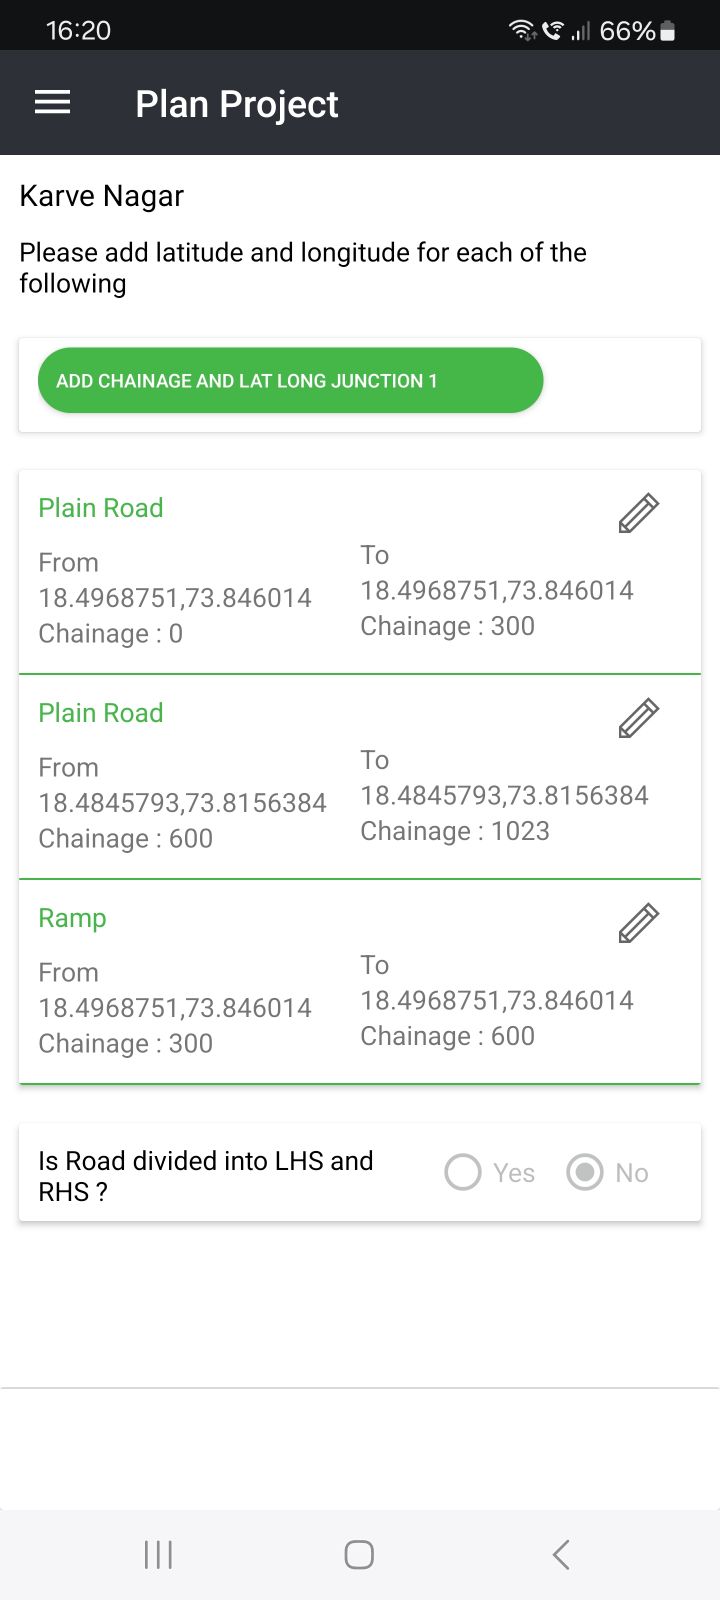 16:20
66%
Plan Project
Karve Nagar
Please add latitude and longitude for each of the
following
ADD CHAINAGE AND LAT LONG JUNCTION 1
Plain Road
From
18.4968751,73.846014
Chainage : 0
To
18.4968751,73.846014
Chainage : 300
Plain Road
From
18.4845793,73.8156384
Chainage : 600
To
18.4845793,73.8156384
Chainage : 1023
Ramp
From
18.4968751,73.846014
Chainage : 300
To
18.4968751,73.846014
Chainage : 600
Is Road divided into LHS and
RHS ?
Yes
No